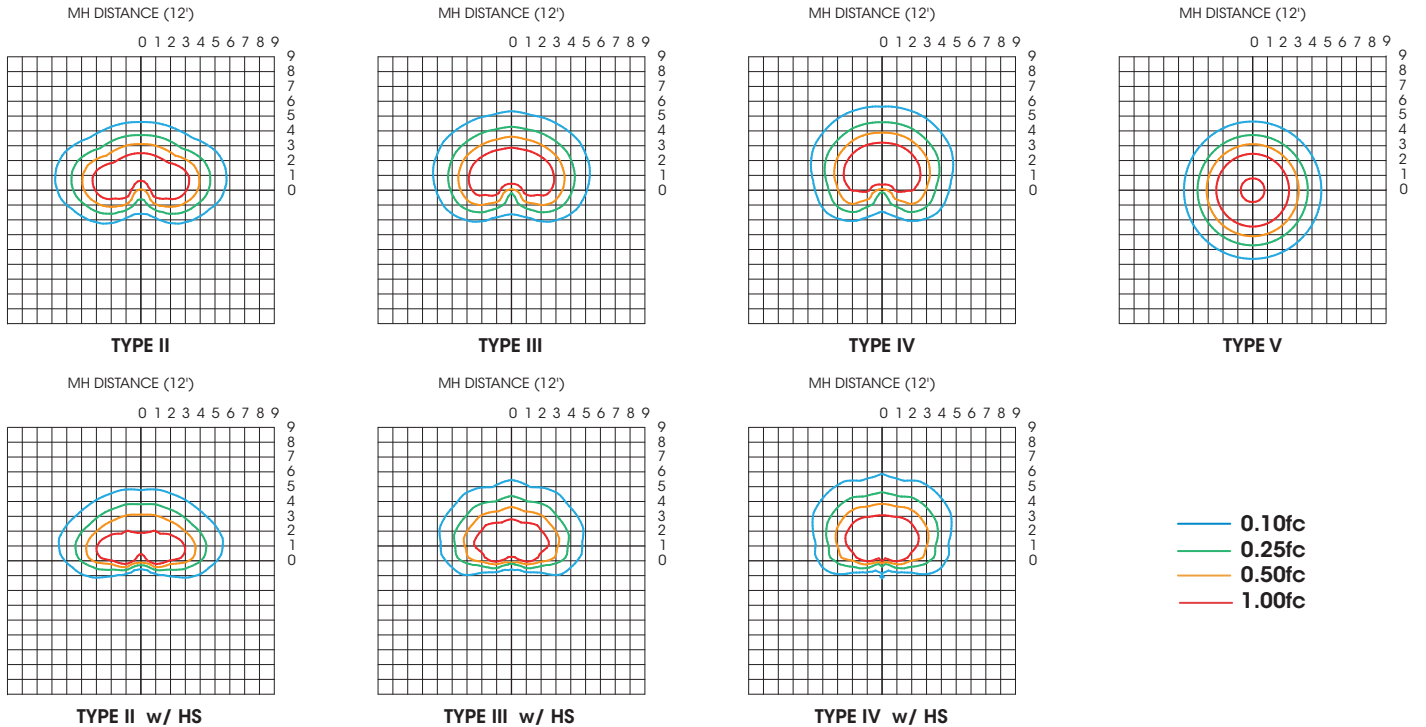 MH DISTANCE (12')
0 1 2 3 4 5 6 7 8 9
9
8
7
6
5
4
3
2
1
0
TYPE II
MH DISTANCE (12')
0 1 2 3 4 5 6 7 8 9
9
8
7
6
5
4
3
2
1
0
TYPE III
MH DISTANCE (12')
0 1 2 3 4 5 6 7 8 9
9
8
7
6
5
4
3
2
1
0
TYPE IV
MH DISTANCE (12')
0 1 2 3 4 5 6 7 8 9
9
8
7
6
5
4
3
2
1
0
TYPE V
MH DISTANCE (12')
0 1 2 3 4 5 6 7 8 9
9
8
7
6
5
4
3
2
1
0
TYPE II w/ HS
MH DISTANCE (12')
0 1 2 3 4 5 6 7 8 9
9
8
7
6
5
4
3
2
1
0
TYPE III w/ HS
MH DISTANCE (12')
0 1 2 3 4 5 6 7 8 9
9
8
7
6
5
4
3
2
1
0
TYPE IV w/ HS
0.10fc
0.25fc
0.50fc
1.00fc